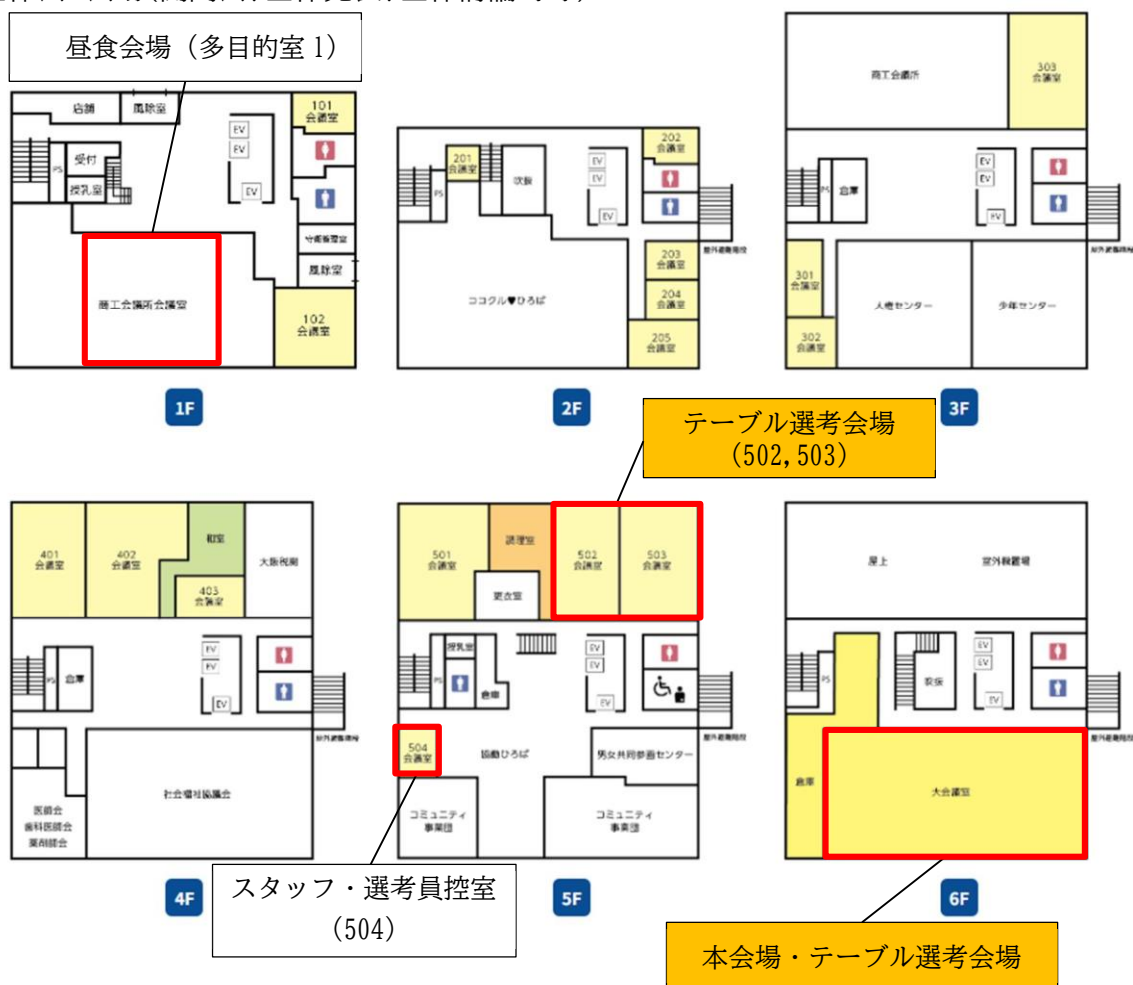 昼食会場（多目的室1）
店舗
風除室
101
会議室
EV
EV
EV
PS
受付
授乳室
守衛管理室
風除室
商工会議所会議室
102
会議室
1F
201
会議室
PS
吹抜
EV
EV
EV
202
会議室
屋外避難階段
203
会議室
204
会議室
205
会議室
ココクル♥ひろば
2F
商工会議所
303
会議室
PS
倉庫
EV
EV
EV
屋外避難階段
301
会議室
302
会議室
人権センター
少年センター
3F
テーブル選考会場
(502,503)
401
会議室
402
会議室
和室
403
会議室
大阪税関
PS
倉庫
EV
EV
EV
屋外避難階段
医師会
歯科医師会
薬剤師会
社会福祉協議会
4F
501
会議室
調理室
更衣室
502
会議室
503
会議室
授乳室
PS
倉庫
EV
EV
EV
屋外避難階段
504
会議室
協働ひろば
男女共同参画センター
コミュニティ
事業団
コミュニティ
事業団
5F
スタッフ・選考員控室
(504)
屋上
室外機置場
PS
吹抜
EV
EV
EV
屋外避難階段
倉庫
大会議室
6F
本会場・テーブル選考会場